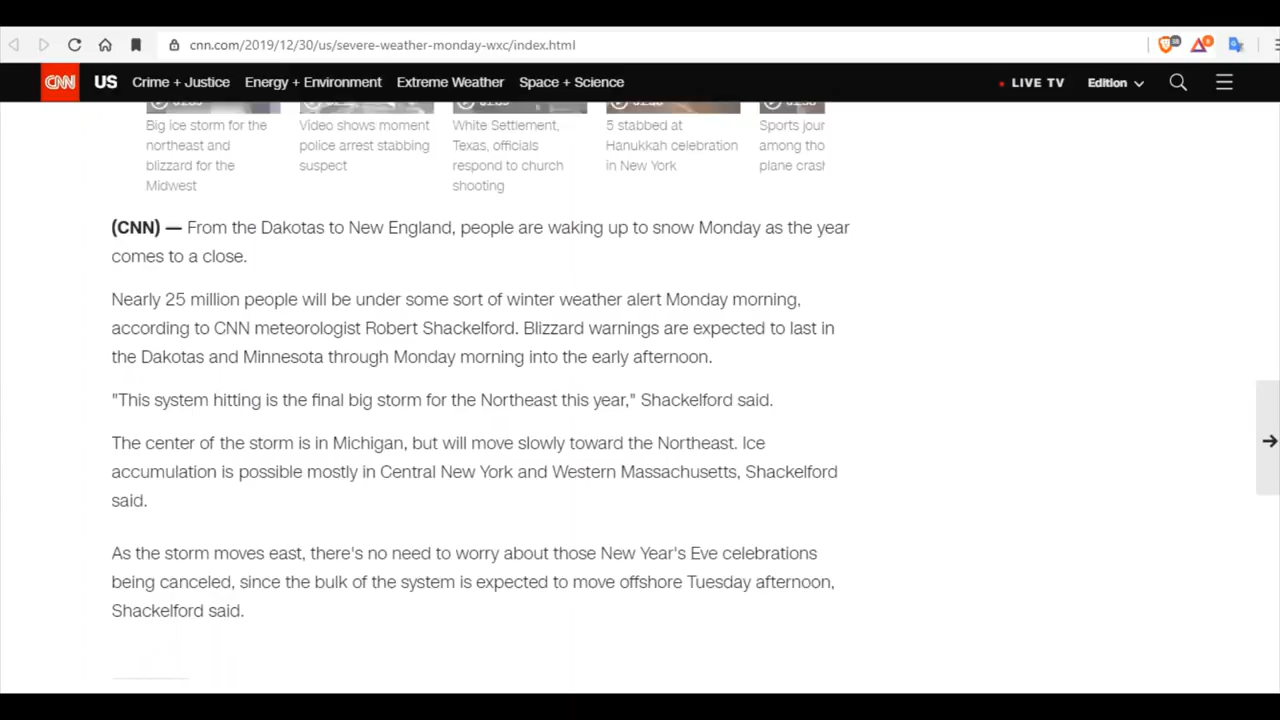 cnn.com/2019/12/30/us/severe-weather-monday-wxc/index.html
CNN US Crime + Justice Energy + Environment Extreme Weather Space + Science LIVE TV Edition
Big ice storm for the northeast and blizzard for the Midwest
Video shows moment police arrest stabbing suspect
White Settlement, Texas, officials respond to church shooting
5 stabbed at Hanukkah celebration in New York
Sports jour among tho plane crash
(CNN) — From the Dakotas to New England, people are waking up to snow Monday as the year
comes to a close.
Nearly 25 million people will be under some sort of winter weather alert Monday morning,
according to CNN meteorologist Robert Shackelford. Blizzard warnings are expected to last in
the Dakotas and Minnesota through Monday morning into the early afternoon.
"This system hitting is the final big storm for the Northeast this year," Shackelford said.
The center of the storm is in Michigan, but will move slowly toward the Northeast. Ice
accumulation is possible mostly in Central New York and Western Massachusetts, Shackelford
said.
As the storm moves east, there's no need to worry about those New Year's Eve celebrations
being canceled, since the bulk of the system is expected to move offshore Tuesday afternoon,
Shackelford said.